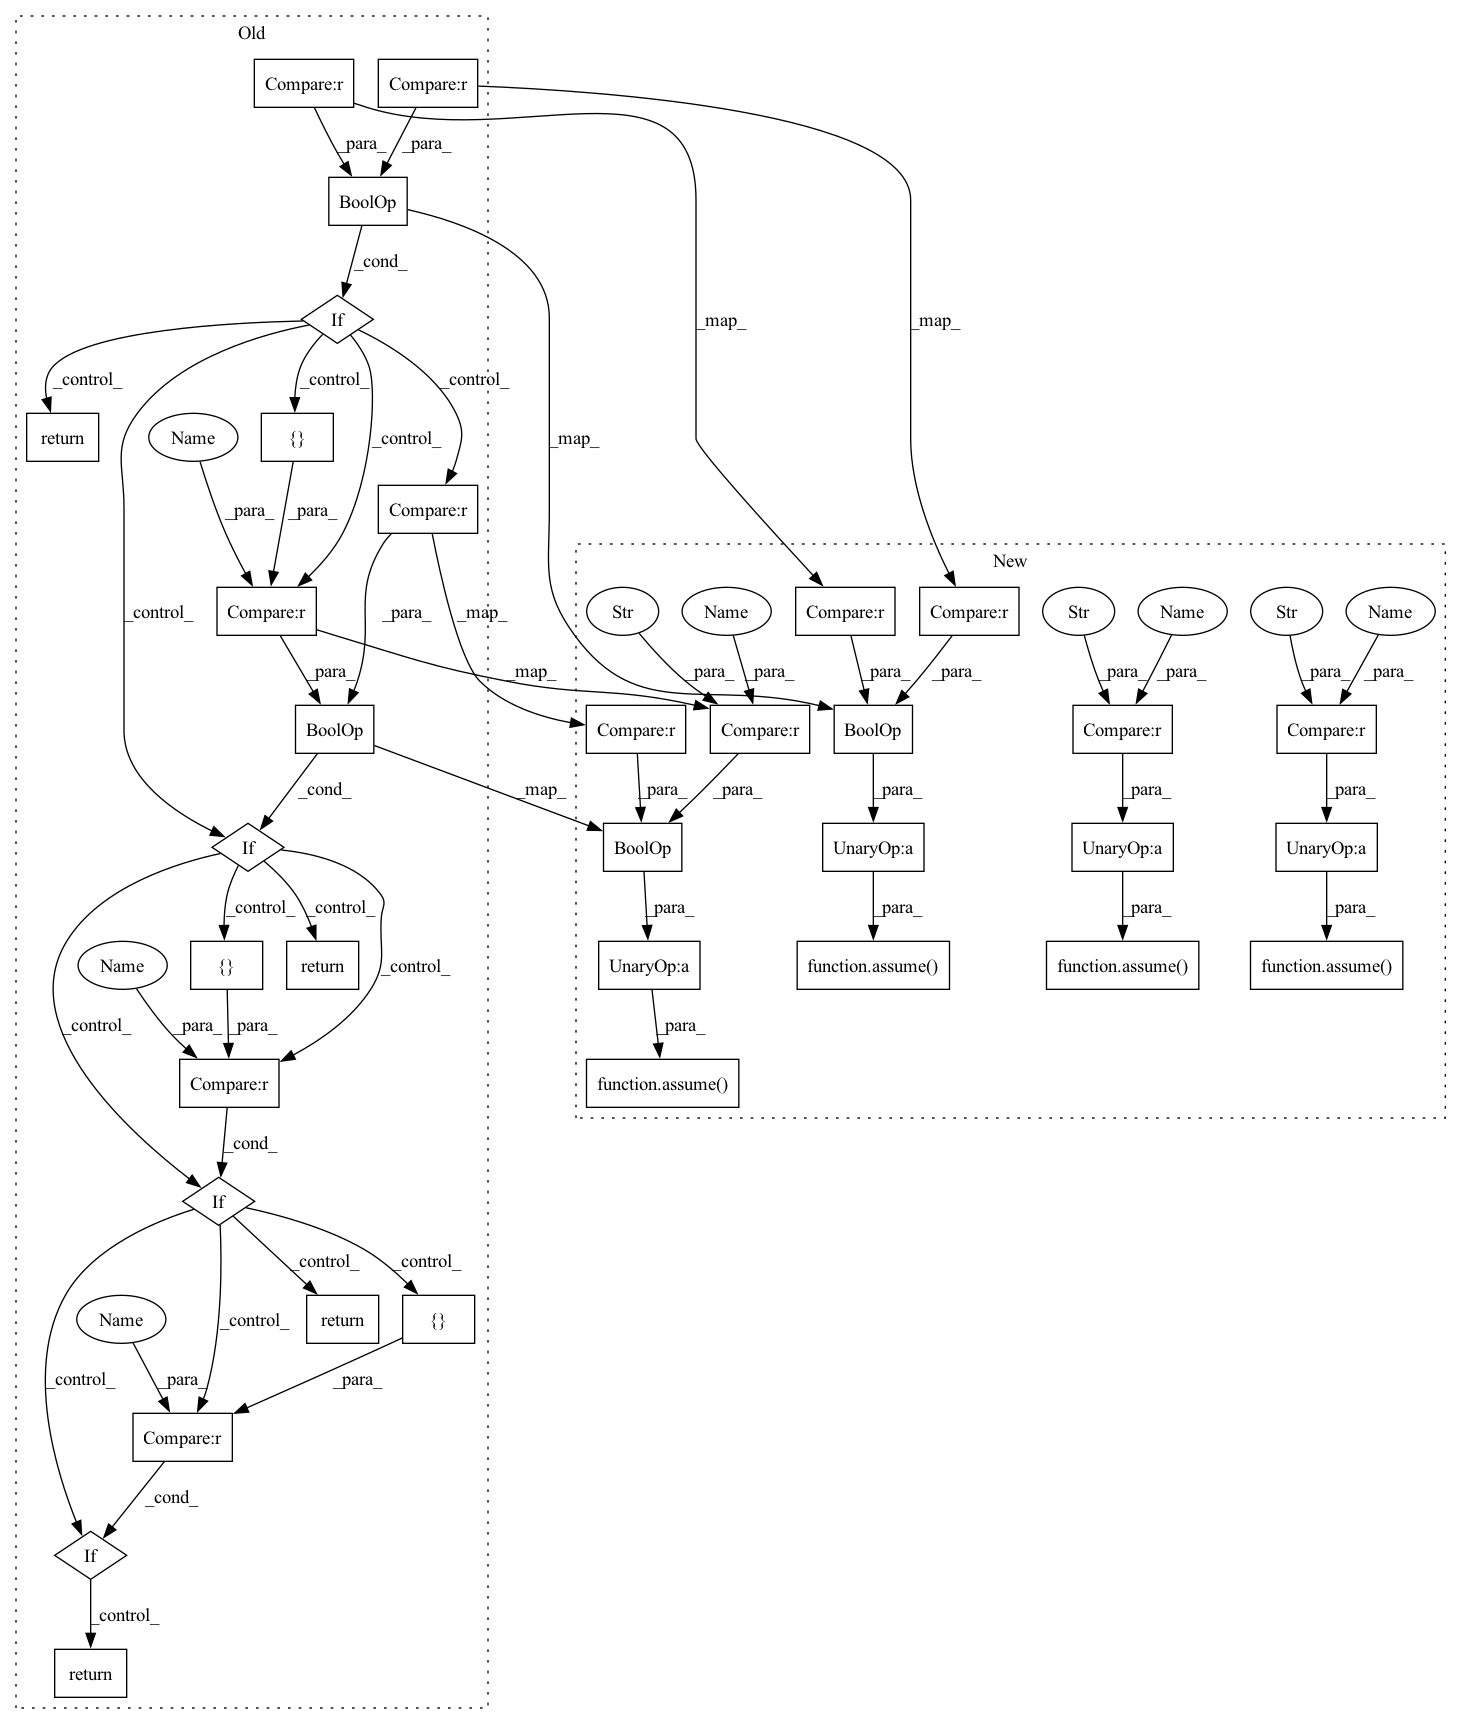 Old
Compare:r Compare:r
_para_ _para_
BoolOp
_cond_
If _map_ _map_
_control_ _control_ _control_
return Name {} _control_ _map_
_para_ _para_ Compare:r
New
Compare:r _control_ _para_ _map_ Str Name Compare:r Compare:r Str Name Str Name
_para_ _map_ _para_ _para_ _para_ _para_ _para_ _para_ _para_ _para_
BoolOp Compare:r Compare:r BoolOp Compare:r Compare:r
_cond_ _map_ _para_ _para_ _para_ _para_ _para_
If BoolOp UnaryOp:a UnaryOp:a UnaryOp:a
_control_ _control_ _para_ _para_ _para_ _para_
Name {} return _control_ UnaryOp:a function.assume() function.assume() function.assume()
_control_ _para_ _para_ _para_
Compare:r function.assume()
_cond_
If
_control_ _control_
Name _control_ return {}
_control_ _para_ _para_
Compare:r
_cond_
If
_control_
return